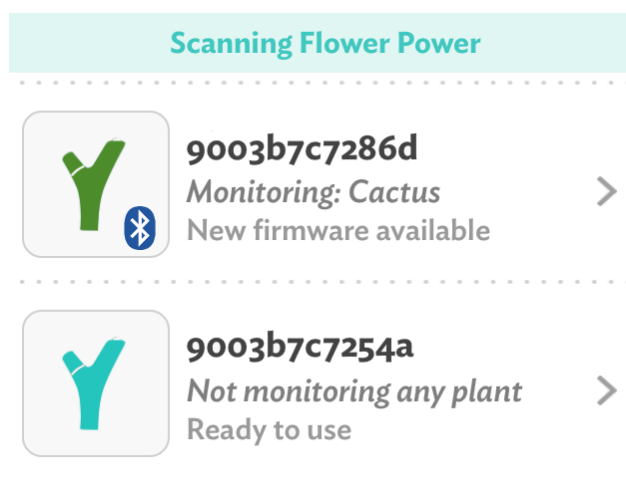 Scanning Flower Power
9003b7c7286d
Monitoring: Cactus
New firmware available
9003b7c7254a
Not monitoring any plant
Ready to use